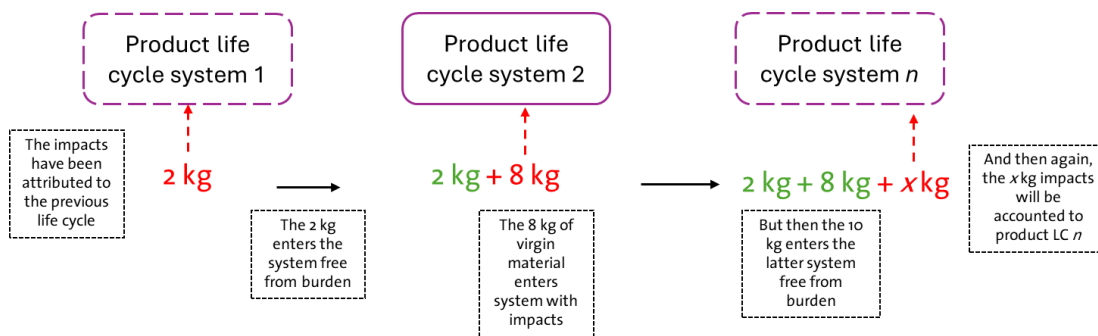 Product life
cycle system 1
Product life
cycle system 2
Product life
cycle system n
The impacts
have been
attributed to
the previous
life cycle
2 kg
2 kg + 8 kg
2 kg + 8 kg + x kg
And then again,
the x kg impacts
will be
accounted to
product LC n
The 2 kg
enters the
system free
from burden
The 8 kg of
virgin
material
enters
system with
impacts
But then the 10
kg enters the
latter system
free from
burden